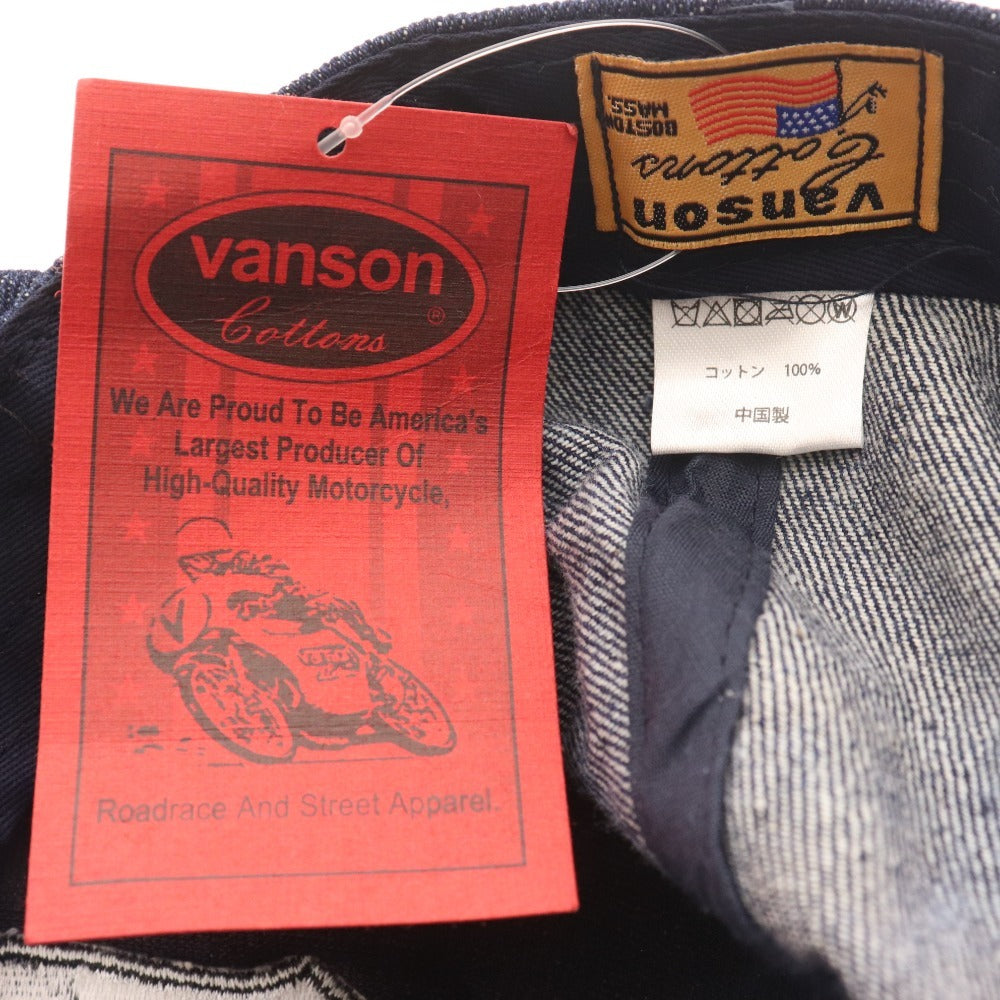 vanson
Cottons ®
We Are Proud To Be America's
Largest Producer Of
High-Quality Motorcycle,
Roadrace And Street Apparel.
vanson
Cottons
BOSTON
MASS.
W
コットン 100%
中国製